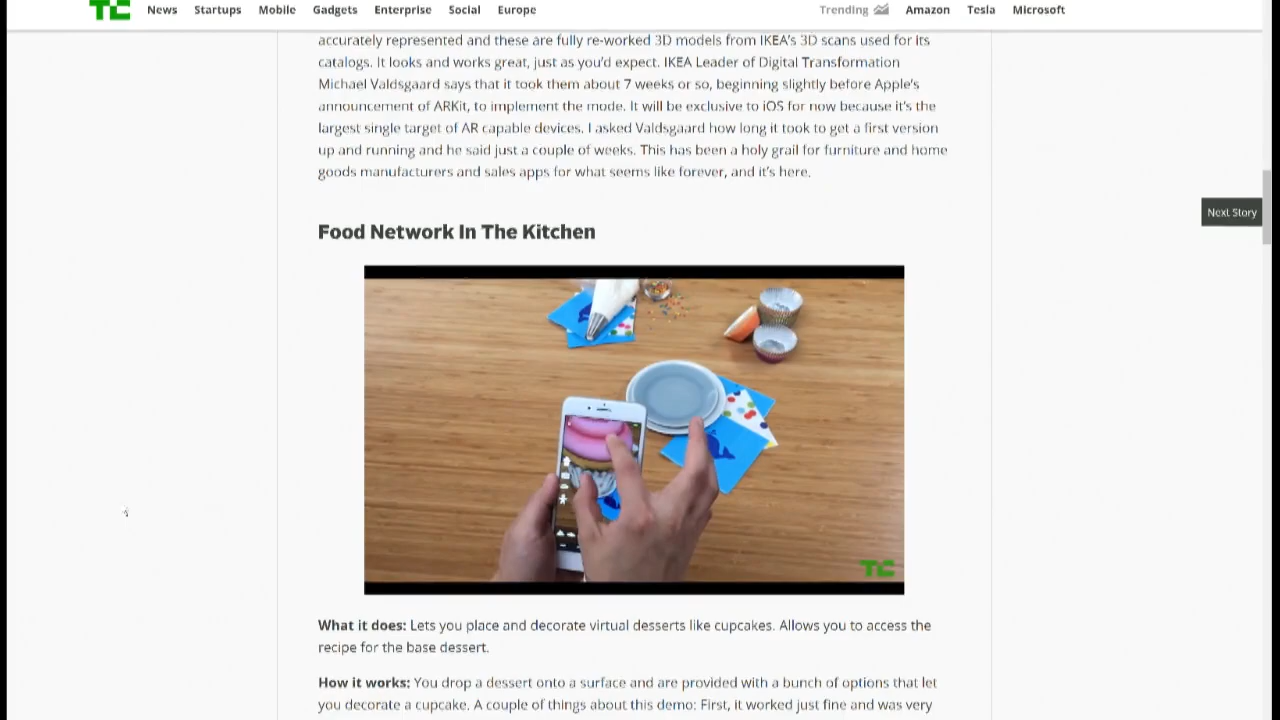 TC News Startups Mobile Gadgets Enterprise Social Europe Trending Amazon Tesla Microsoft
accurately represented and these are fully re-worked 3D models from IKEA's 3D scans used for its
catalogs. It looks and works great, just as you'd expect. IKEA Leader of Digital Transformation
Michael Valdsgaard says that it took them about 7 weeks or so, beginning slightly before Apple's
announcement of ARKit, to implement the mode. It will be exclusive to iOS for now because it's the
largest single target of AR capable devices. I asked Valdsgaard how long it took to get a first version
up and running and he said just a couple of weeks. This has been a holy grail for furniture and home
goods manufacturers and sales apps for what seems like forever, and it's here.
Next Story
Food Network In The Kitchen
TC
What it does: Lets you place and decorate virtual desserts like cupcakes. Allows you to access the
recipe for the base dessert.
How it works: You drop a dessert onto a surface and are provided with a bunch of options that let
you decorate a cupcake. A couple of things about this demo: First, it worked just fine and was very